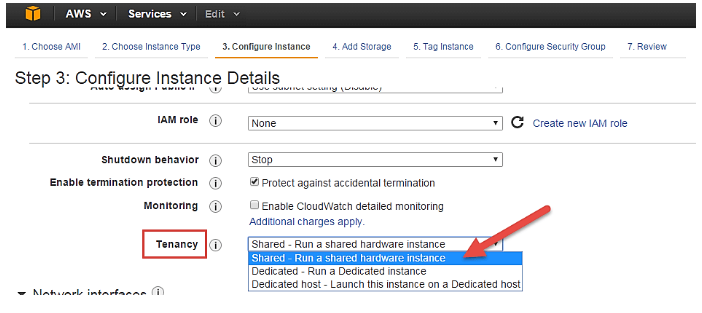 AWS Services Edit
1. Choose AMI 2. Choose Instance Type 3. Configure Instance 4. Add Storage 5. Tag Instance 6. Configure Security Group 7. Review
Step 3: Configure Instance Details
Auto-assign Public IP Use subnet setting (Disable)
IAM role None Create new IAM role
Shutdown behavior Stop
Enable termination protection Protect against accidental termination
Monitoring Enable CloudWatch detailed monitoring
Additional charges apply.
Tenancy Shared - Run a shared hardware instance
Shared - Run a shared hardware instance
Dedicated - Run a Dedicated instance
Dedicated host - Launch this instance on a Dedicated host
Network interfaces